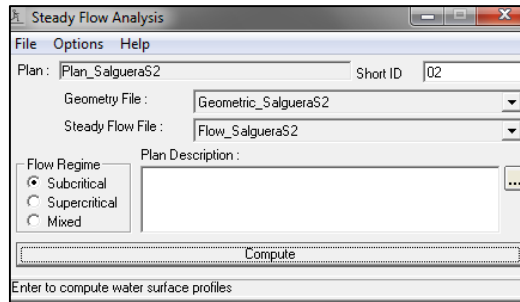 Steady Flow Analysis
File Options Help
Plan : Plan_SalgueraS2 Short ID 02
Geometry File : Geometric_SalgueraS2
Steady Flow File : Flow_SalgueraS2
Flow Regime Plan Description :
Subcritical ...
Supercritical
Mixed
Compute
Enter to compute water surface profiles